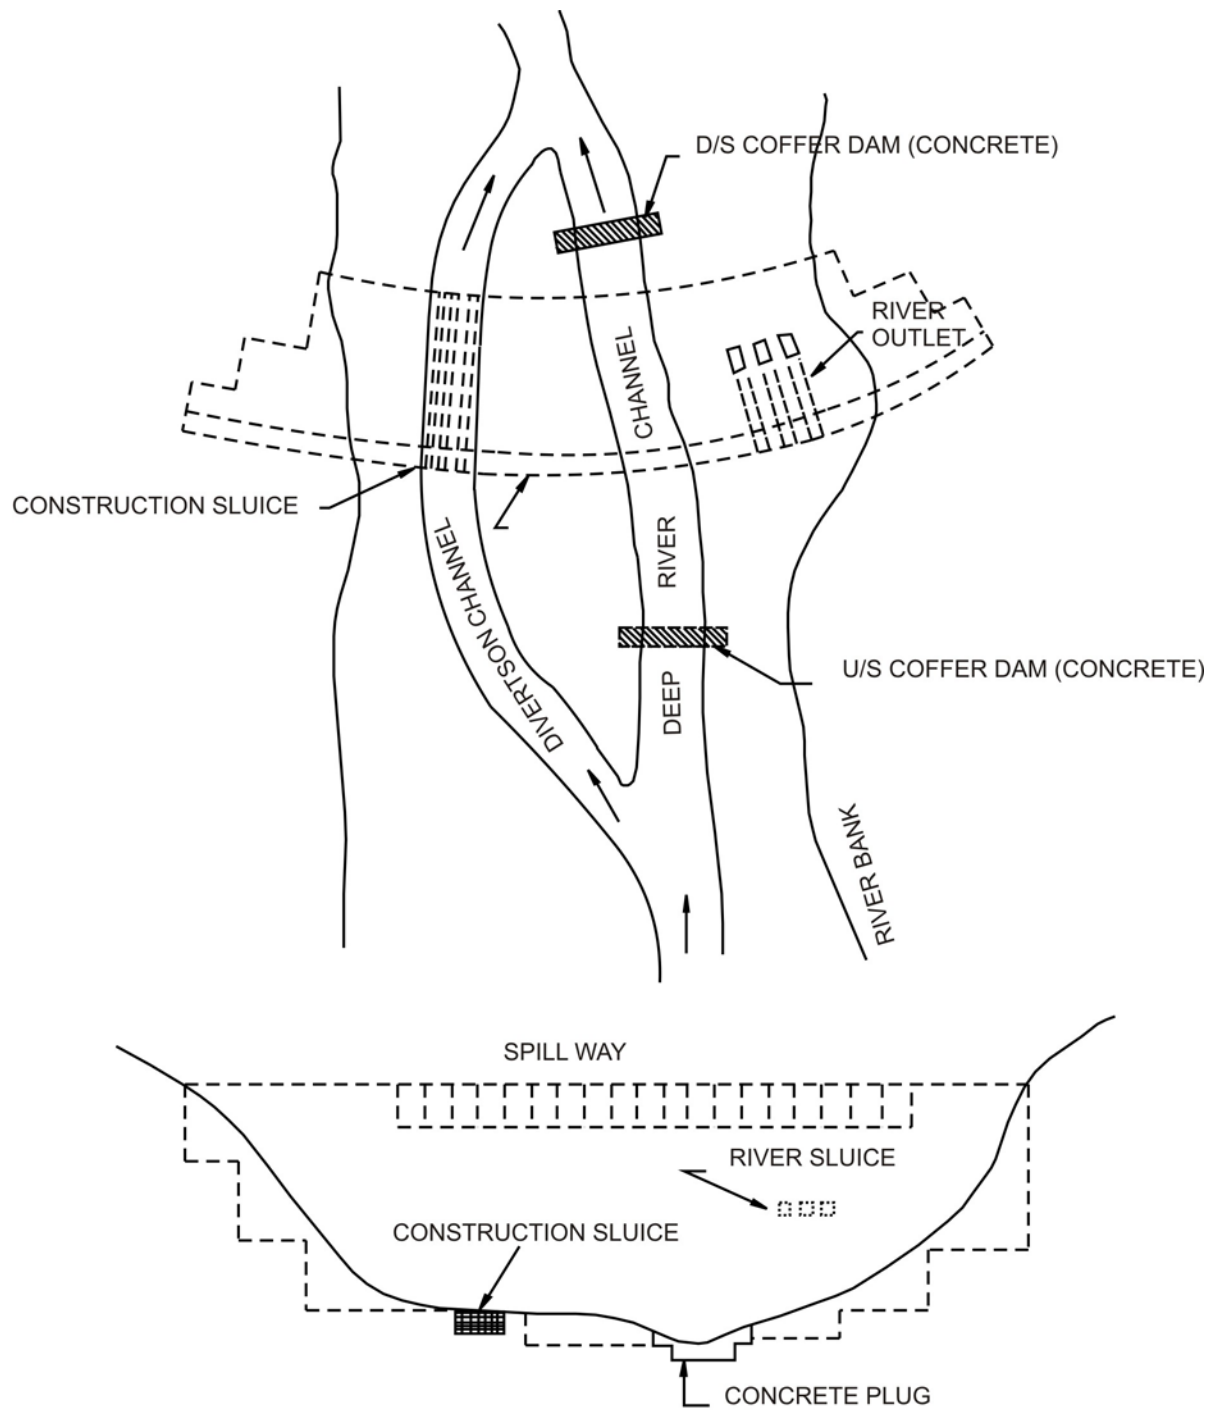 D/S COFFER DAM (CONCRETE)
RIVER
OUTLET
CHANNEL
CONSTRUCTION SLUICE
RIVER
DIVERTSON CHANNEL
U/S COFFER DAM (CONCRETE)
DEEP
RIVER BANK
SPILL WAY
RIVER SLUICE
CONSTRUCTION SLUICE
CONCRETE PLUG